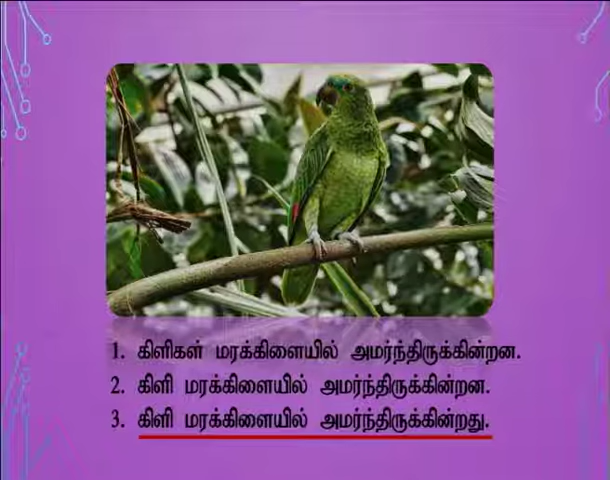 1. கிளிகள் மரக்கிளையில் அமர்ந்திருக்கின்றன.
2. கிளி மரக்கிளையில் அமர்ந்திருக்கின்றன.
3. கிளி மரக்கிளையில் அமர்ந்திருக்கின்றது.